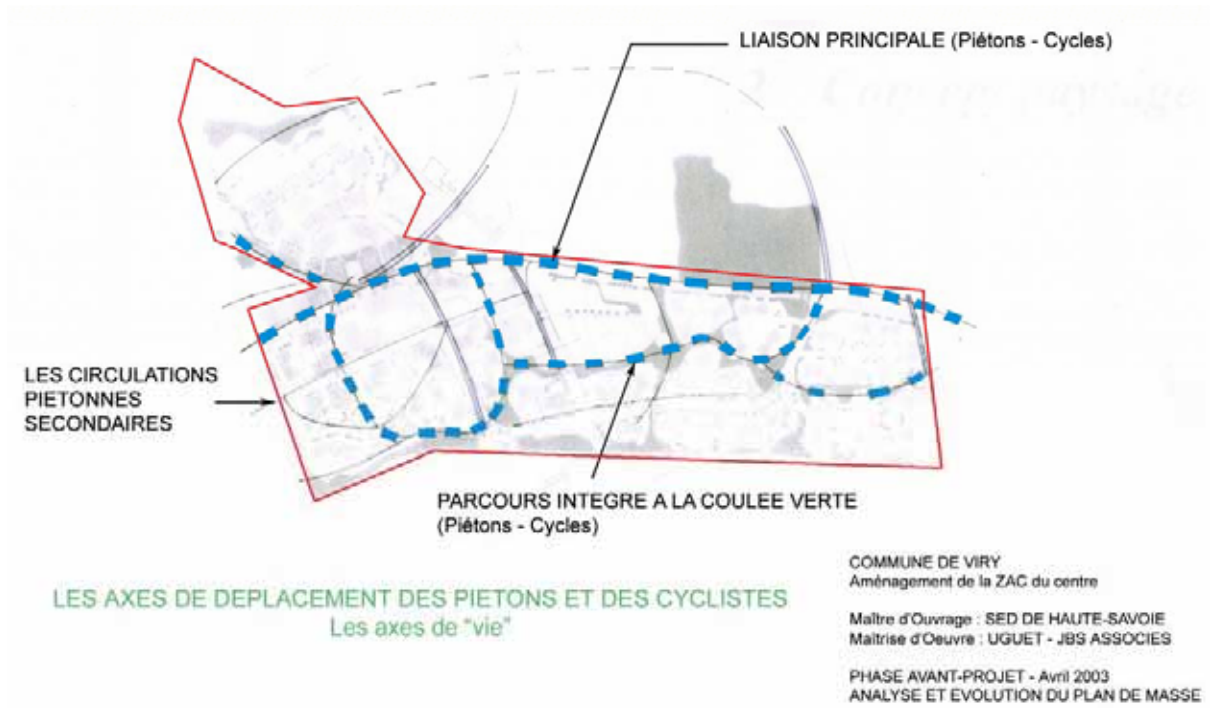 LIAISON PRINCIPALE (Piétons - Cycles)
LES CIRCULATIONS
PIETONNES
SECONDAIRES
PARCOURS INTEGRE A LA COULEE VERTE
(Piétons - Cycles)
LES AXES DE DEPLACEMENT DES PIETONS ET DES CYCLISTES
Les axes de "vie"
COMMUNE DE VIRY
Aménagement de la ZAC du centre
Maître d'Ouvrage : SED DE HAUTE-SAVOIE
Maîtrise d'Oeuvre : UGUET - JBS ASSOCIES
PHASE AVANT-PROJET - Avril 2003
ANALYSE ET EVOLUTION DU PLAN DE MASSE